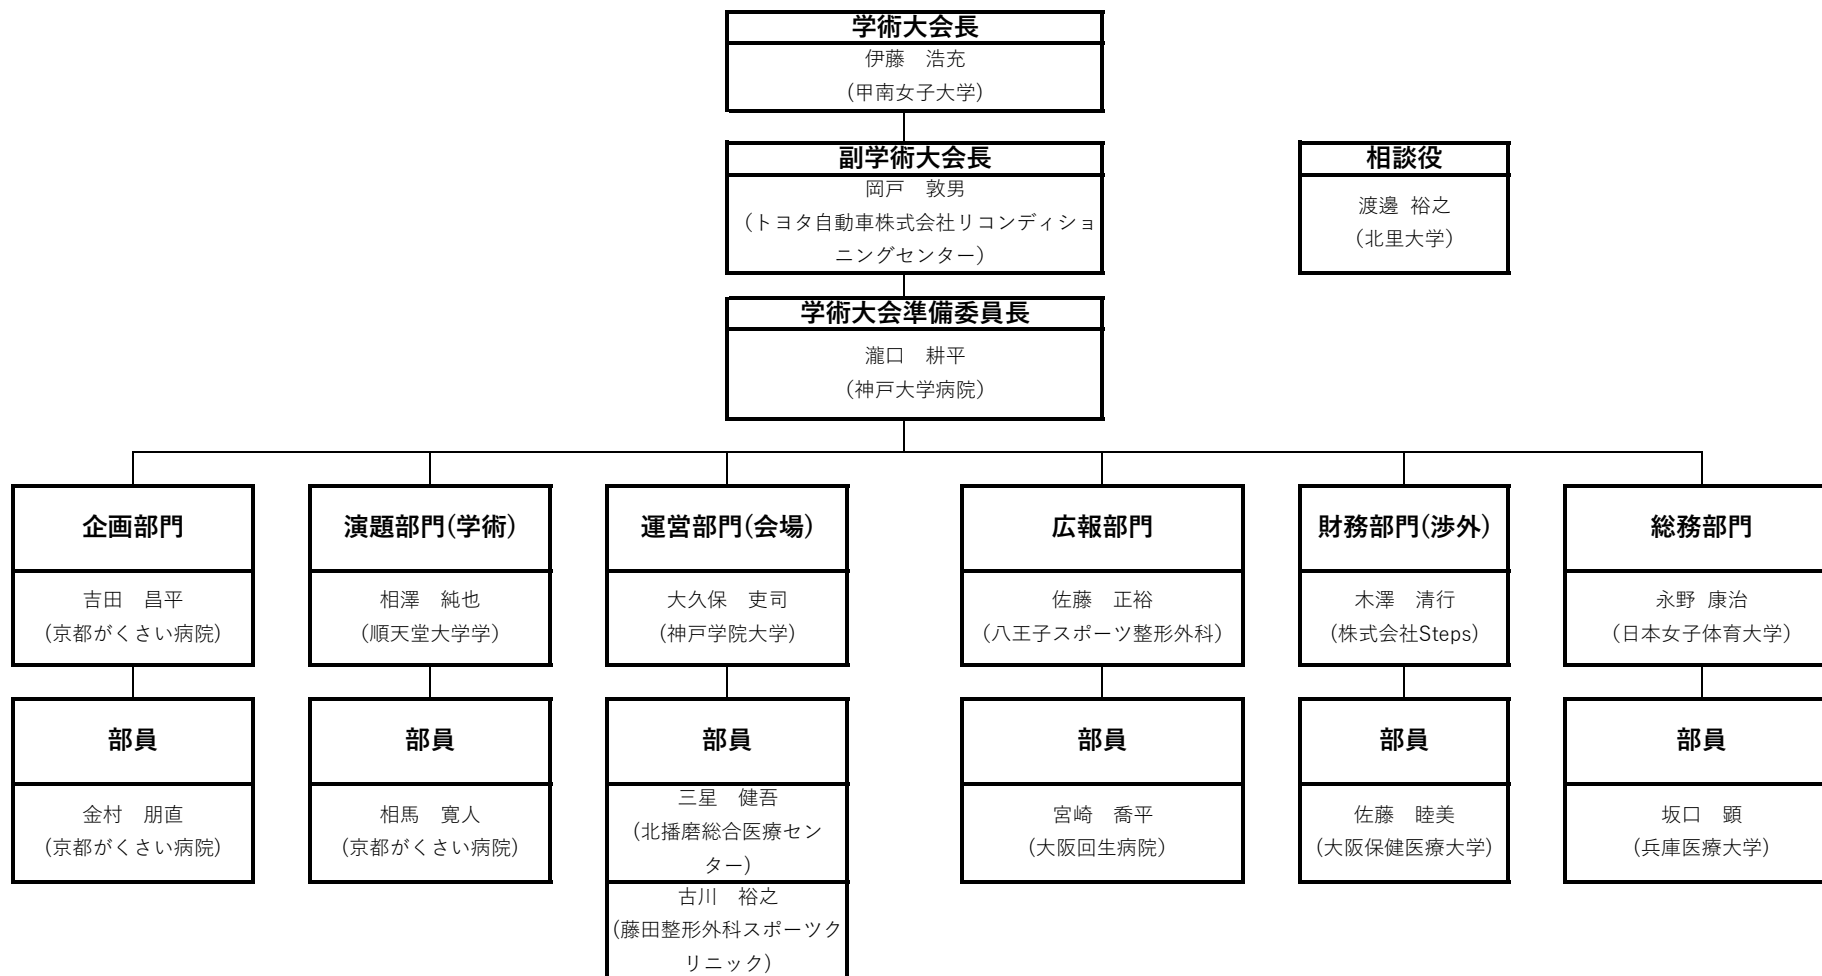 学術大会長
伊藤　浩充
(甲南女子大学)
副学術大会長
岡戸　敦男
（トヨタ自動車株式会社リコンディショ
ニングセンター）
相談役
渡邊 裕之
（北里大学）
学術大会準備委員長
瀧口　耕平
（神戸大学病院）
企画部門
吉田　昌平
(京都がくさい病院)
部員
金村　朋直
(京都がくさい病院)
演題部門(学術)
相澤　純也
(順天堂大学学)
部員
相馬　寛人
(京都がくさい病院)
運営部門(会場)
大久保　吏司
(神戸学院大学)
部員
三星　健吾
(北播磨総合医療セン
ター)
古川　裕之
(藤田整形外科スポーツク
リニック)
広報部門
佐藤　正裕
(八王子スポーツ整形外科)
部員
宮崎　喬平
(大阪回生病院)
財務部門(渉外)
木澤　清行
(株式会社Steps)
部員
佐藤　睦美
(大阪保健医療大学)
総務部門
永野 康治
（日本女子体育大学）
部員
坂口　顕
(兵庫医療大学)